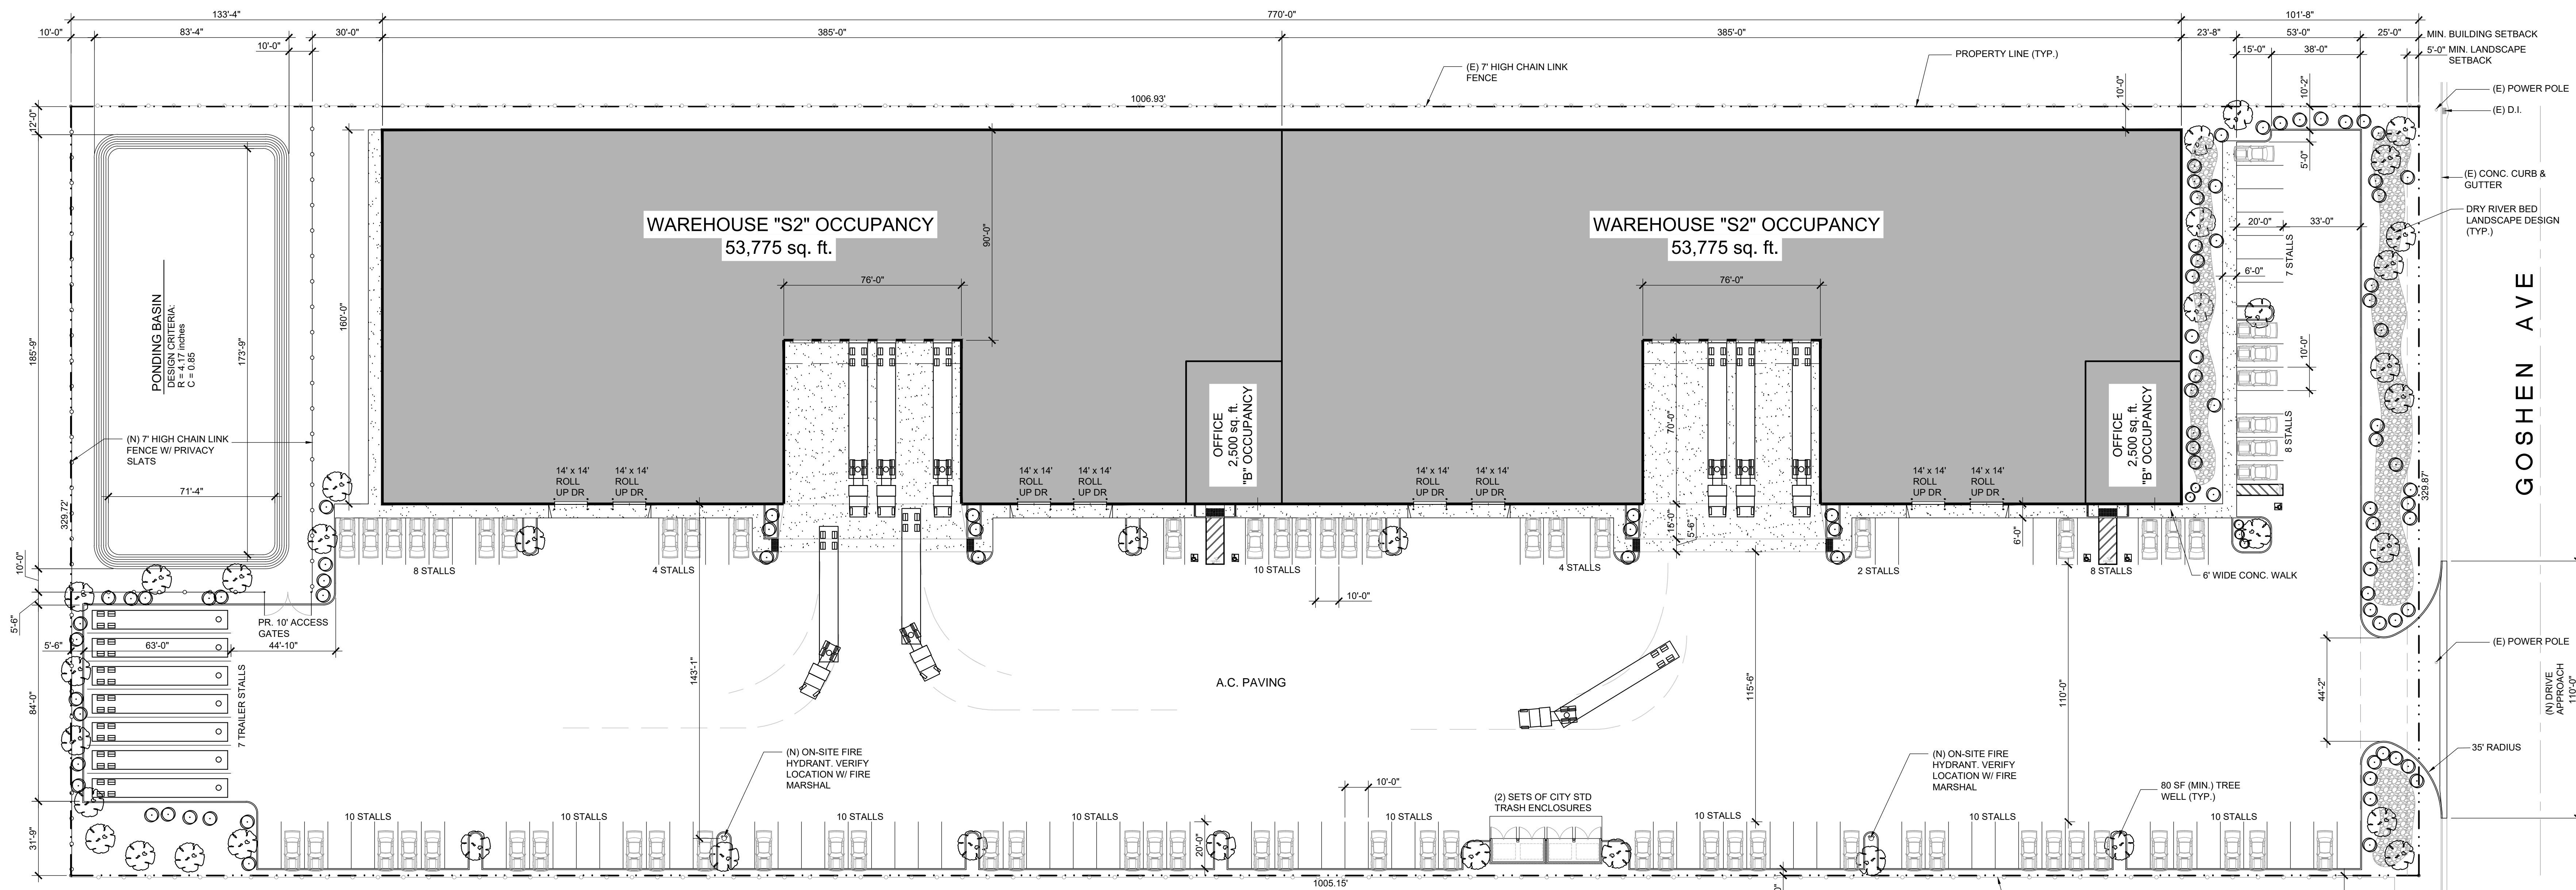 133'-4"
770'-0"
101'-8"
10'-0"
83'-4"
10'-0"
30'-0"
385'-0"
385'-0"
23'-8"
53'-0"
25'-0"
MIN. BUILDING SETBACK
15'-0"
38'-0"
5'-0" MIN. LANDSCAPE
SETBACK
(E) 7' HIGH CHAIN LINK
FENCE
PROPERTY LINE (TYP.)
10'-0"
10'-2"
(E) POWER POLE
(E) D.I.
1006.93'
12'-0"
5'-0"
(E) CONC. CURB &
GUTTER
DRY RIVER BED
LANDSCAPE DESIGN
(TYP.)
WAREHOUSE "S2" OCCUPANCY
53,775 sq. ft.
90'-0"
WAREHOUSE "S2" OCCUPANCY
53,775 sq. ft.
20'-0"
33'-0"
7 STALLS
6'-0"
76'-0"
76'-0"
160'-0"
PONDING BASIN
DESIGN CRITERIA:
R = 4.17 inches
C = 0.85
173'-9"
185'-9"
10'-0"
GOSHEN AVE
OFFICE
2,500 sq. ft.
"B" OCCUPANCY
70'-0"
OFFICE
2,500 sq. ft.
"B" OCCUPANCY
8 STALLS
(N) 7' HIGH CHAIN LINK
FENCE W/ PRIVACY
SLATS
71'-4"
329.72'
329.87'
14' x 14'
ROLL
UP DR
14' x 14'
ROLL
UP DR
14' x 14'
ROLL
UP DR
14' x 14'
ROLL
UP DR
14' x 14'
ROLL
UP DR
14' x 14'
ROLL
UP DR
14' x 14'
ROLL
UP DR
14' x 14'
ROLL
UP DR
15'-0"
5'-6"
6'-0"
10'-0"
8 STALLS
4 STALLS
10 STALLS
4 STALLS
2 STALLS
8 STALLS
6' WIDE CONC. WALK
10'-0"
5'-6"
PR. 10' ACCESS
GATES
5'-6"
63'-0"
44'-10"
84'-0"
7 TRAILER STALLS
143'-1"
A.C. PAVING
115'-6"
110'-0"
44'-2"
(E) POWER POLE
(N) DRIVE
APPROACH
110'-0"
35' RADIUS
(N) ON-SITE FIRE
HYDRANT. VERIFY
LOCATION W/ FIRE
MARSHAL
(N) ON-SITE FIRE
HYDRANT. VERIFY
LOCATION W/ FIRE
MARSHAL
10'-0"
(2) SETS OF CITY STD
TRASH ENCLOSURES
80 SF (MIN.) TREE
WELL (TYP.)
31'-9"
10 STALLS
10 STALLS
10 STALLS
10 STALLS
10 STALLS
10 STALLS
10 STALLS
10 STALLS
20'-0"
1005.15'